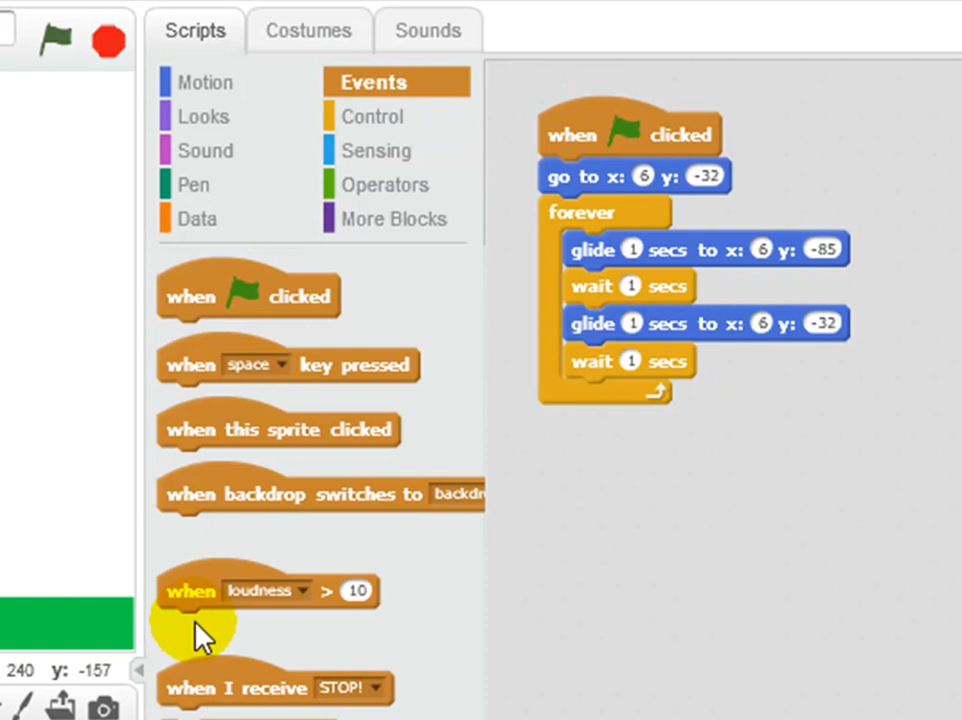 Scripts Costumes Sounds
Motion Events
Looks Control
Sound Sensing
Pen Operators
Data More Blocks
when clicked
when space key pressed
when this sprite clicked
when backdrop switches to
when loudness > 10
when I receive STOP!
when clicked
go to x: 6 y: -32
forever
glide 1 secs to x: 6 y: -85
wait 1 secs
glide 1 secs to x: 6 y: -32
wait 1 secs
240 y: -157